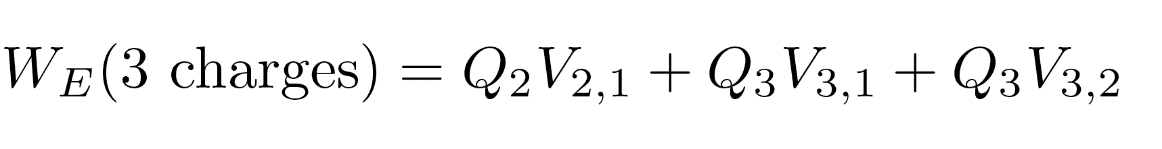 W_E(3 charges) = Q_2V_{2,1} + Q_3V_{3,1} + Q_3V_{3,2}